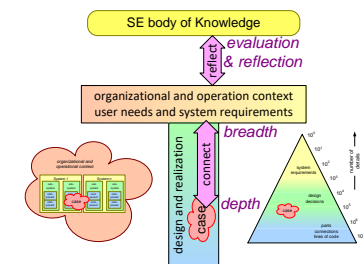 SE body of Knowledge
reflect
evaluation
& reflection
organizational and operation context
user needs and system requirements
breadth
connect
design and realization
case
depth
organizational and
operational context
case
system
requirements
design
decisions
case
parts
connections
lines of code
number of
details